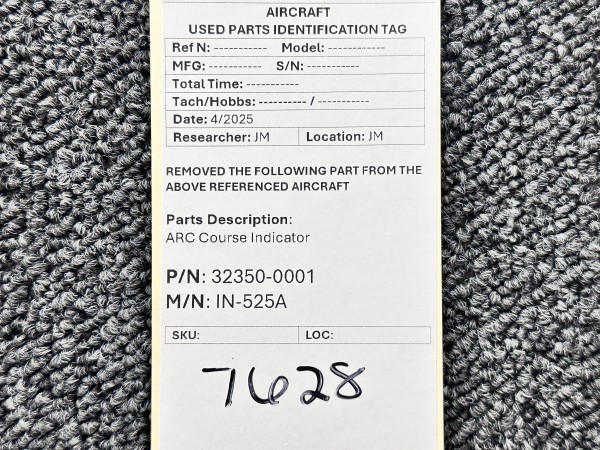 AIRCRAFT
USED PARTS IDENTIFICATION TAG
Ref N: ----------- Model: ------------
MFG: ----------- S/N: -----------
Total Time: -----------
Tach/Hobbs: ---------- / -----------
Date: 4/2025
Researcher: JM Location: JM
REMOVED THE FOLLOWING PART FROM THE
ABOVE REFERENCED AIRCRAFT
Parts Description:
ARC Course Indicator
P/N: 32350-0001
M/N: IN-525A
SKU: LOC:
7628